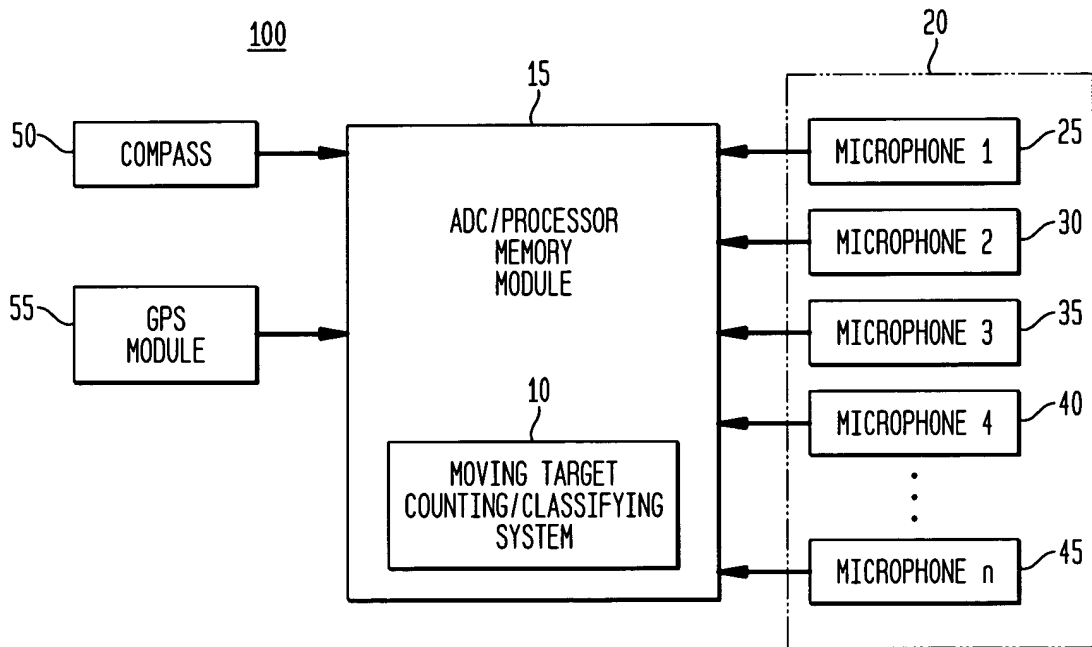 100
20
15
50
COMPASS
MICROPHONE 1
25
ADC/PROCESSOR
MEMORY
MODULE
MICROPHONE 2
30
55
GPS
MODULE
MICROPHONE 3
35
10
MICROPHONE 4
40
MOVING TARGET
COUNTING/CLASSIFYING
SYSTEM
MICROPHONE n
45